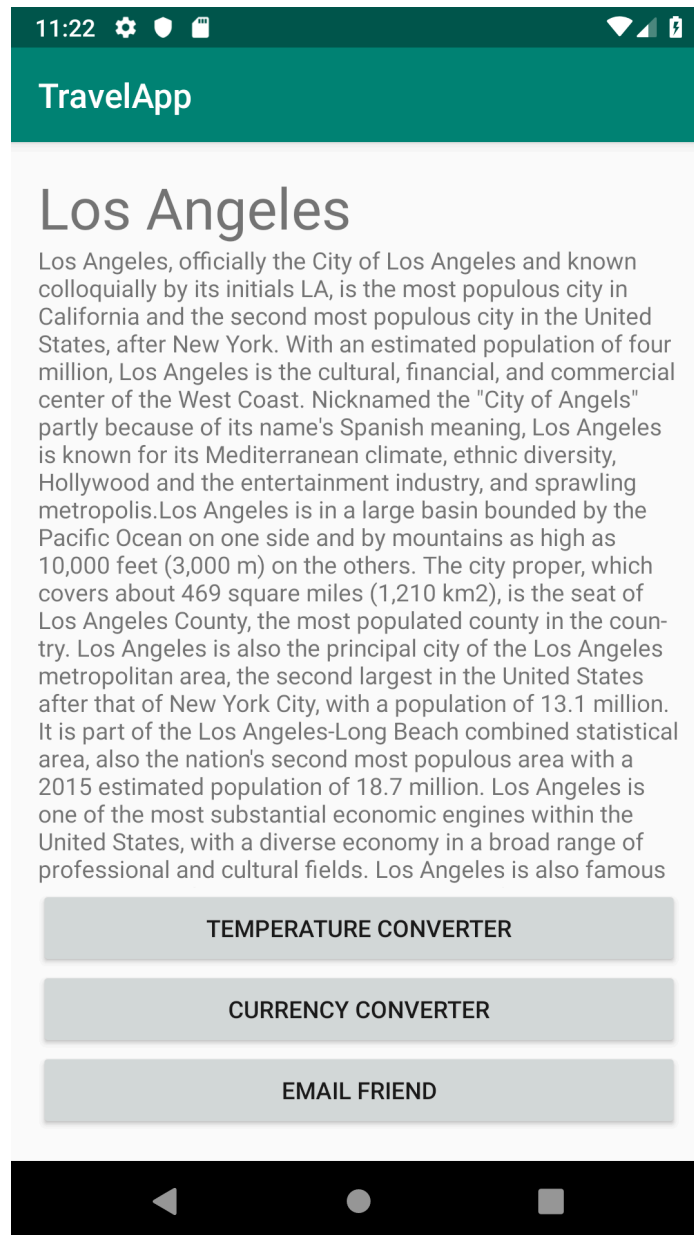 11:22
TravelApp
Los Angeles
Los Angeles, officially the City of Los Angeles and known
colloquially by its initials LA, is the most populous city in
California and the second most populous city in the United
States, after New York. With an estimated population of four
million, Los Angeles is the cultural, financial, and commercial
center of the West Coast. Nicknamed the "City of Angels"
partly because of its name's Spanish meaning, Los Angeles
is known for its Mediterranean climate, ethnic diversity,
Hollywood and the entertainment industry, and sprawling
metropolis.Los Angeles is in a large basin bounded by the
Pacific Ocean on one side and by mountains as high as
10,000 feet (3,000 m) on the others. The city proper, which
covers about 469 square miles (1,210 km2), is the seat of
Los Angeles County, the most populated county in the coun-
try. Los Angeles is also the principal city of the Los Angeles
metropolitan area, the second largest in the United States
after that of New York City, with a population of 13.1 million.
It is part of the Los Angeles-Long Beach combined statistical
area, also the nation's second most populous area with a
2015 estimated population of 18.7 million. Los Angeles is
one of the most substantial economic engines within the
United States, with a diverse economy in a broad range of
professional and cultural fields. Los Angeles is also famous
TEMPERATURE CONVERTER
CURRENCY CONVERTER
EMAIL FRIEND